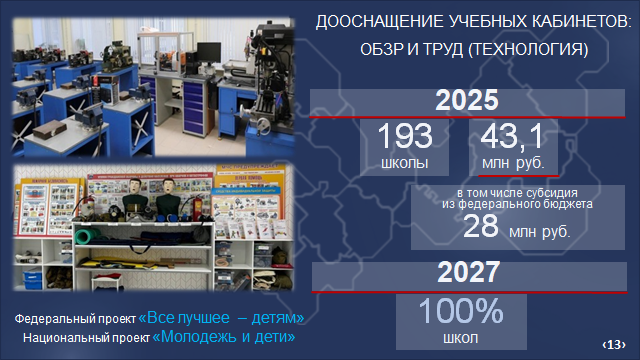 ДООСНАЩЕНИЕ УЧЕБНЫХ КАБИНЕТОВ:
ОБЗР И ТРУД (ТЕХНОЛОГИЯ)
2025
193
ШКОЛЫ
43,1
МЛН РУБ.
в том числе субсидия
из федерального бюджета
28 МЛН РУБ.
2027
100%
ШКОЛ
Федеральный проект «Все лучшее – детям»
Национальный проект «Молодежь и дети»
‹13›